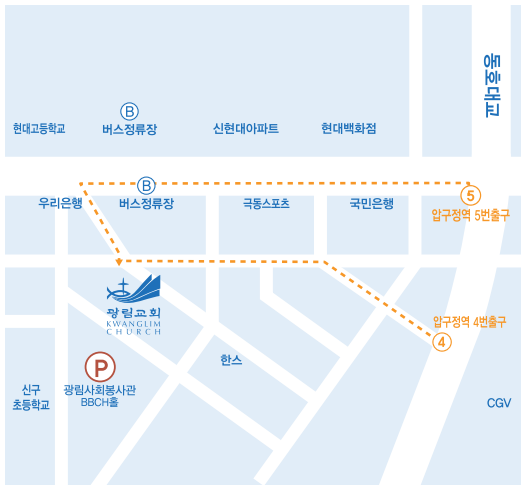 동호대교
B
현대고등학교
버스정류장
신현대아파트
현대백화점
B
5
우리은행
버스정류장
극동스포츠
국민은행
압구정역 5번출구
광림교회
KWANGLIM
CHURCH
압구정역 4번출구
4
P
한스
신구
초등학교
광림사회봉사관
BBCH홀
CGV